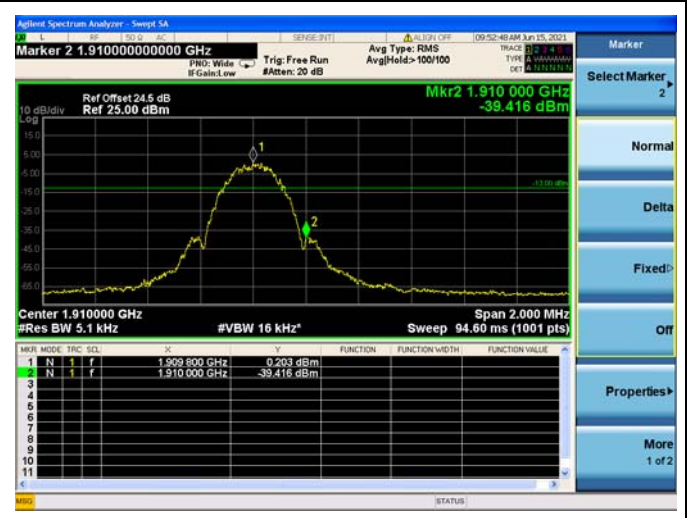 Agilent Spectrum Analyzer - Swept SA
L RF 50 Ω AC SENSE:INT ALIGN OFF 09:52:48 AM Jun 15, 2021
Marker 2 1.910000000000 GHz
PNO: Wide Trig: Free Run Avg Type: RMS TRACE 1 2 3 4 5 6
IFGain:Low #Atten: 20 dB Avg|Hold:>100/100 TYPE A WWWWW
DET A N N N N N
Ref Offset 24.5 dB Mkr2 1.910 000 GHz
10 dB/div Ref 25.00 dBm -39.416 dBm
Log
15.0
5.00
-5.00
-15.0
-25.0
-35.0
-45.0
-55.0
-65.0
1
-13.00 dBm
2
Center 1.910000 GHz Span 2.000 MHz
#Res BW 5.1 kHz #VBW 16 kHz* Sweep 94.60 ms (1001 pts)
MKR MODE TRC SCL X Y FUNCTION FUNCTION WIDTH FUNCTION VALUE
1 N 1 f 1.909 800 GHz 0.203 dBm
2 N 1 f 1.910 000 GHz -39.416 dBm
3
4
5
6
7
8
9
10
11
MSG STATUS
Marker
Select Marker
2
Normal
Delta
Fixed
Off
Properties
More
1 of 2